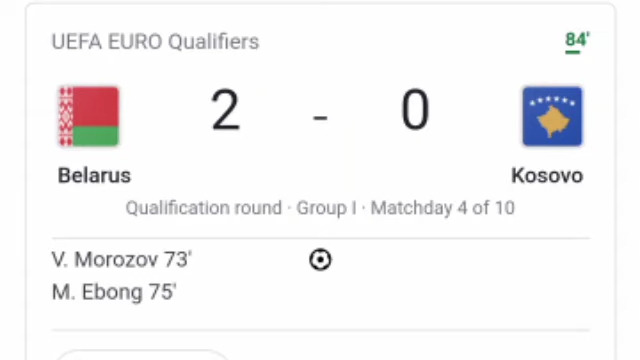 UEFA EURO Qualifiers 84'
2 - 0
Belarus Kosovo
Qualification round · Group I · Matchday 4 of 10
V. Morozov 73'
M. Ebong 75'